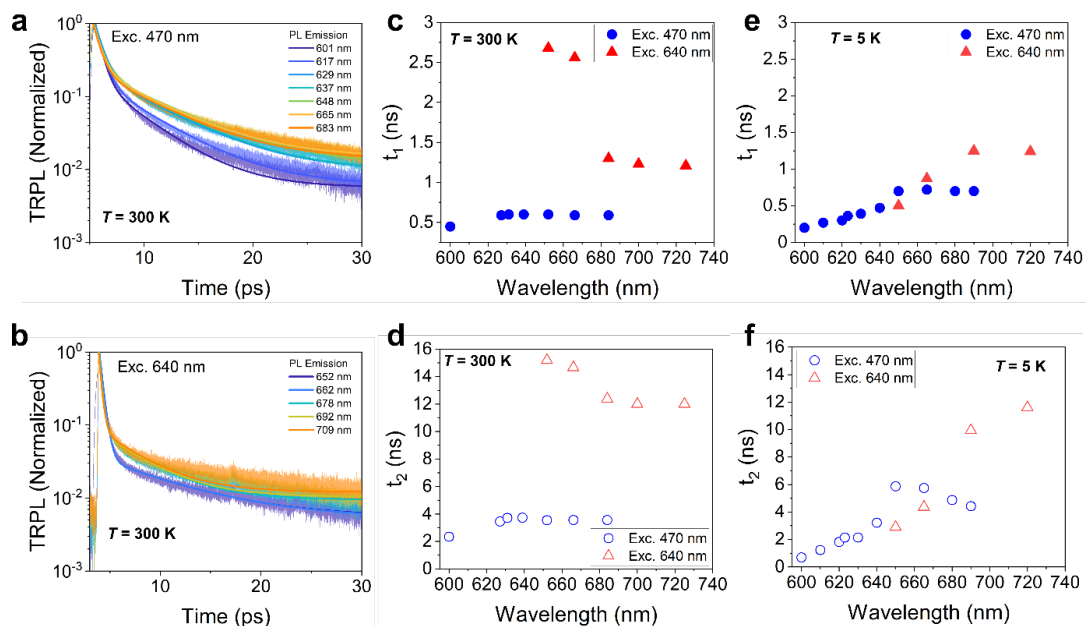 a
Exc. 470 nm
PL Emission
601 nm
617 nm
629 nm
637 nm
648 nm
665 nm
683 nm
T = 300 K
TRPL (Normalized)
10⁰
10⁻¹
10⁻²
10⁻³
10 20 30
Time (ps)
c
T = 300 K
Exc. 470 nm
Exc. 640 nm
t₁ (ns)
3
2.5
2
1.5
1
0.5
0
600 620 640 660 680 700 720 740
Wavelength (nm)
e
T = 5 K
Exc. 470 nm
Exc. 640 nm
t₁ (ns)
3
2.5
2
1.5
1
0.5
0
600 620 640 660 680 700 720 740
Wavelength (nm)
b
Exc. 640 nm
PL Emission
652 nm
662 nm
678 nm
692 nm
709 nm
T = 300 K
TRPL (Normalized)
10⁰
10⁻¹
10⁻²
10⁻³
10 20 30
Time (ps)
d
T = 300 K
Exc. 470 nm
Exc. 640 nm
t₂ (ns)
16
14
12
10
8
6
4
2
0
600 620 640 660 680 700 720 740
Wavelength (nm)
f
Exc. 470 nm
Exc. 640 nm
T = 5 K
t₂ (ns)
16
14
12
10
8
6
4
2
0
600 620 640 660 680 700 720 740
Wavelength (nm)